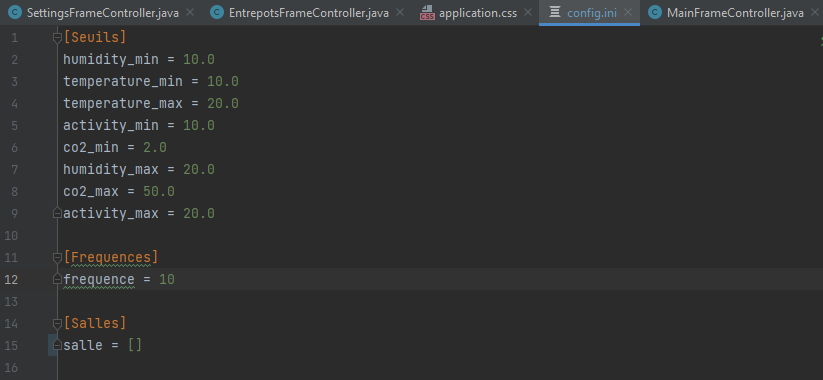 SettingsFrameController.java EntrepotsFrameController.java application.css config.ini MainFrameController.java
1 [Seuils]
2 humidity_min = 10.0
3 temperature_min = 10.0
4 temperature_max = 20.0
5 activity_min = 10.0
6 co2_min = 2.0
7 humidity_max = 20.0
8 co2_max = 50.0
9 activity_max = 20.0
10
11 [Frequences]
12 frequence = 10
13
14 [Salles]
15 salle = []
16